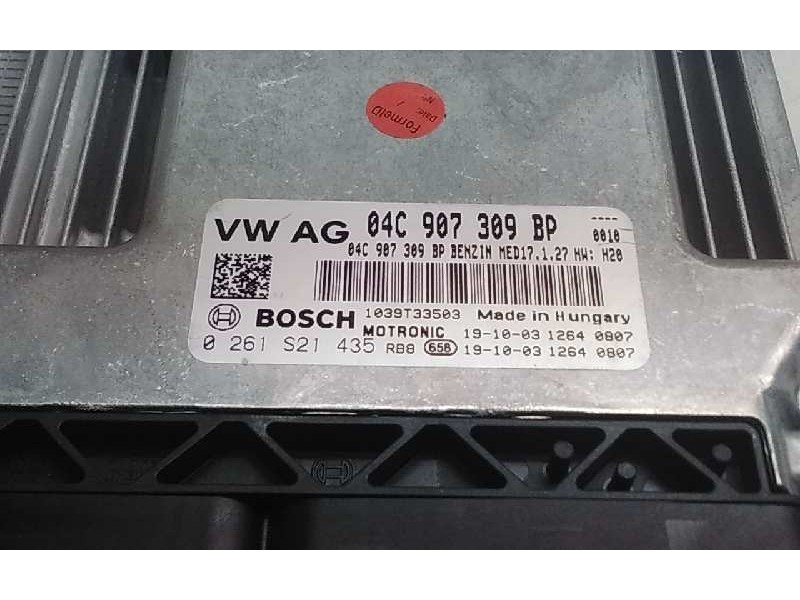 FormelD
Date: /
VW AG 04C 907 309 BP ----
0010
04C 907 309 BP BENZIN MED17.1.27 HW: H20
1039T33503 Made in Hungary
BOSCH MOTRONIC 19-10-03 1264 0807
0 261 S21 435 RB8 658 19-10-03 1264 0807